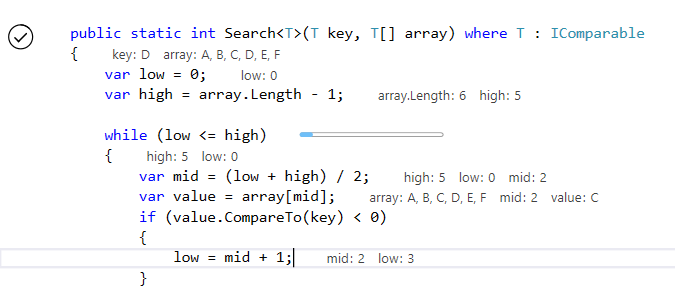 public static int Search<T>(T key, T[] array) where T : IComparable
{ key: D array: A, B, C, D, E, F
var low = 0; low: 0
var high = array.Length - 1; array.Length: 6 high: 5
while (low <= high)
{ high: 5 low: 0
var mid = (low + high) / 2; high: 5 low: 0 mid: 2
var value = array[mid]; array: A, B, C, D, E, F mid: 2 value: C
if (value.CompareTo(key) < 0)
{
low = mid + 1; mid: 2 low: 3
}